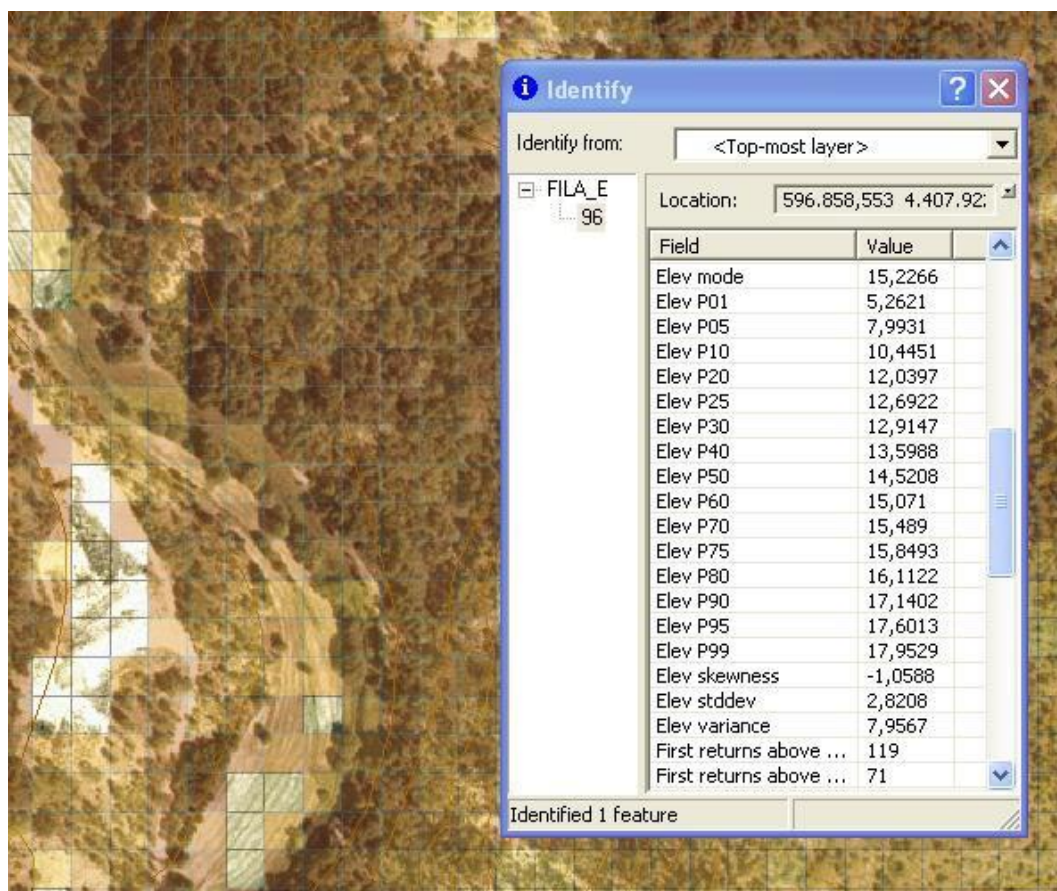 Identify
Identify from: <Top-most layer>
FILA_E
96
Location: 596.858,553 4.407.92
Field Value
Elev mode 15,2266
Elev P01 5,2621
Elev P05 7,9931
Elev P10 10,4451
Elev P20 12,0397
Elev P25 12,6922
Elev P30 12,9147
Elev P40 13,5988
Elev P50 14,5208
Elev P60 15,071
Elev P70 15,489
Elev P75 15,8493
Elev P80 16,1122
Elev P90 17,1402
Elev P95 17,6013
Elev P99 17,9529
Elev skewness -1,0588
Elev stddev 2,8208
Elev variance 7,9567
First returns above ... 119
First returns above ... 71
Identified 1 feature